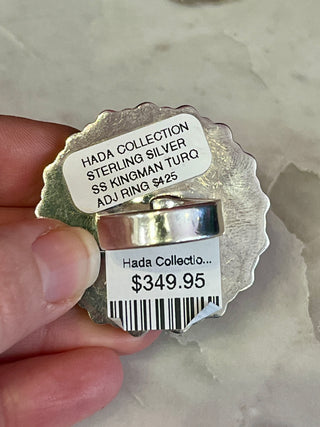 HADA COLLECTION
STERLING SILVER
SS KINGMAN TURQ
ADJ RING $425
Hada Collectio...
$349.95